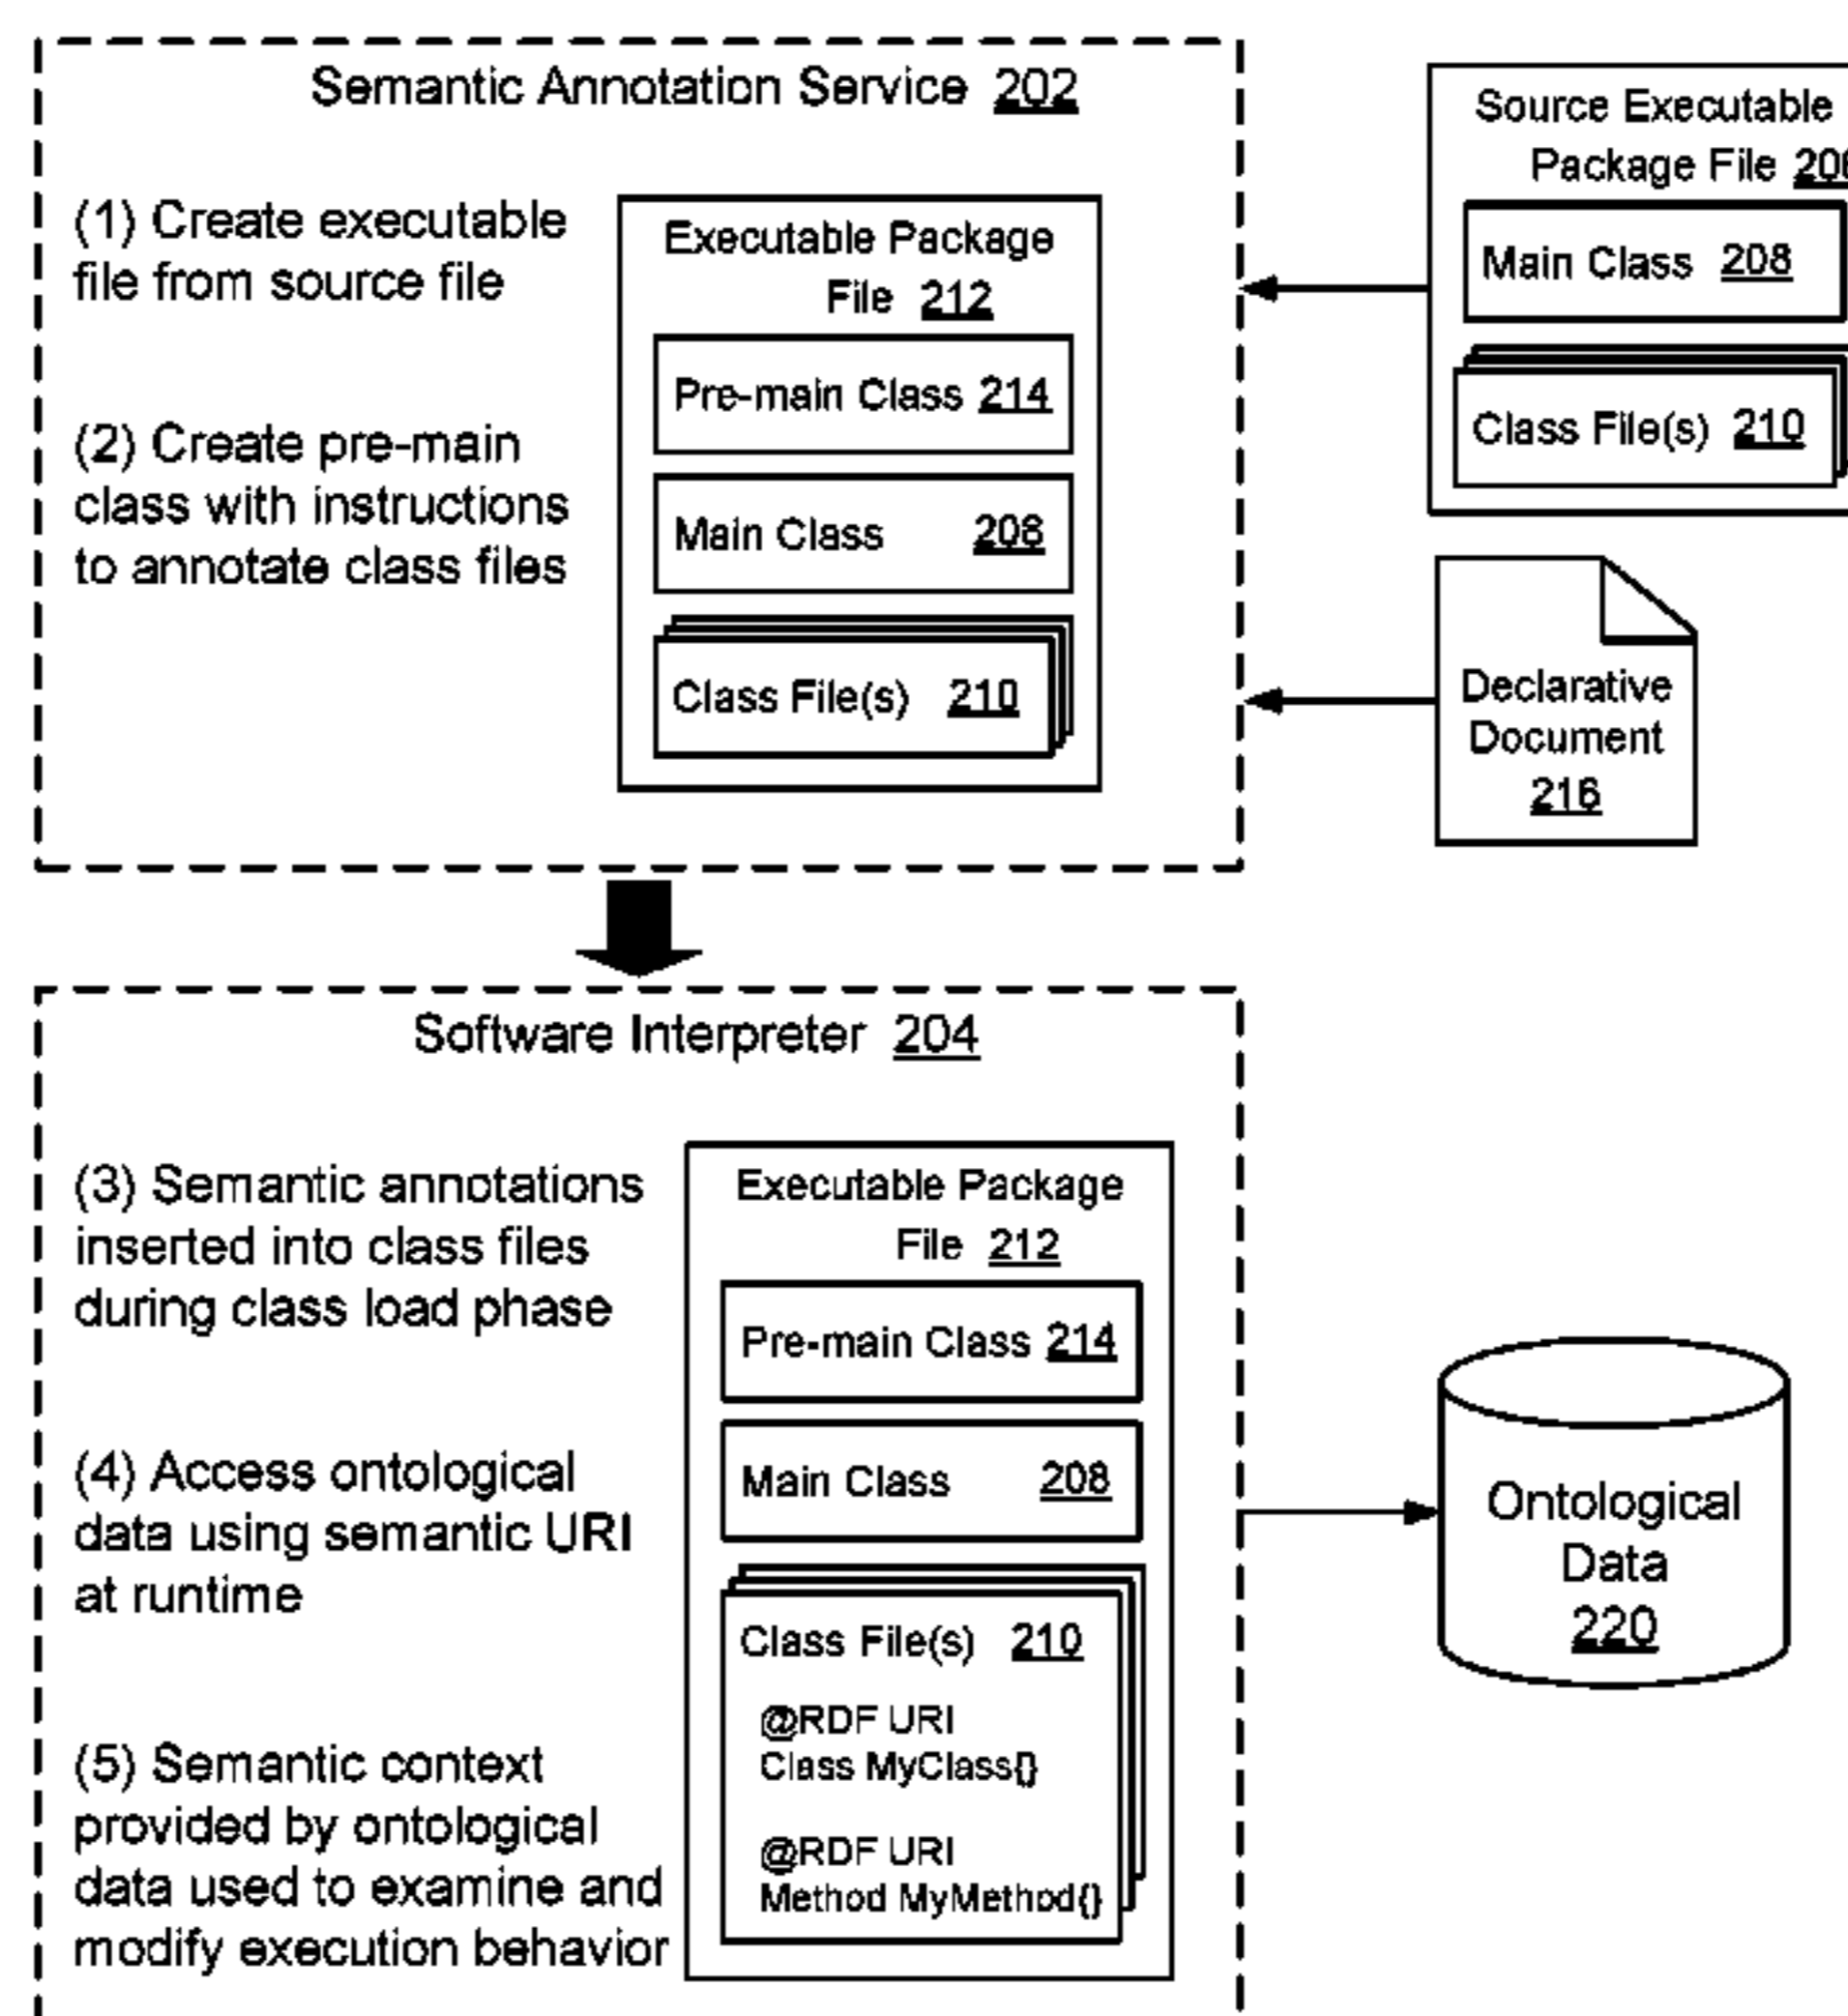 Semantic Annotation Service 202
(1) Create executable
file from source file
(2) Create pre-main
class with instructions
to annotate class files
Executable Package
File 212
Pre-main Class 214
Main Class 208
Class File(s) 210
Source Executable
Package File
Main Class 208
Class File(s) 210
Declarative
Document
216
Software Interpreter 204
(3) Semantic annotations
inserted into class files
during class load phase
(4) Access ontological
data using semantic URI
at runtime
(5) Semantic context
provided by ontological
data used to examine and
modify execution behavior
Executable Package
File 212
Pre-main Class 214
Main Class 208
Class File(s) 210
@RDF URI
Class MyClass{}
@RDF URI
Method MyMethod{}
Ontological
Data
220